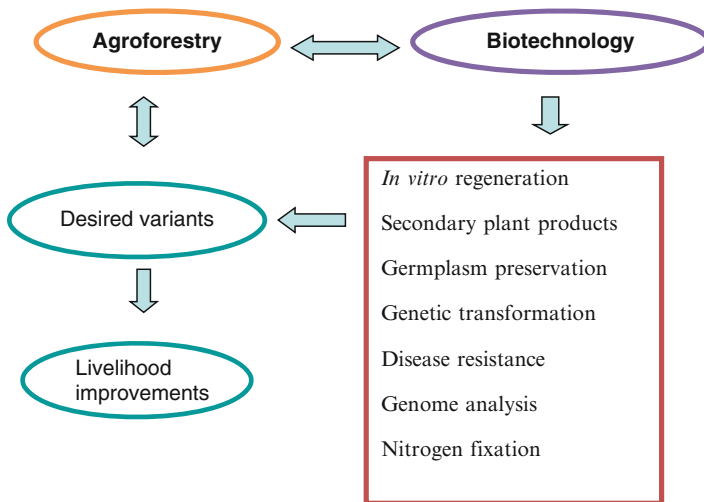 Agroforestry
Biotechnology
Desired variants
Livelihood
improvements
In vitro regeneration
Secondary plant products
Germplasm preservation
Genetic transformation
Disease resistance
Genome analysis
Nitrogen fixation